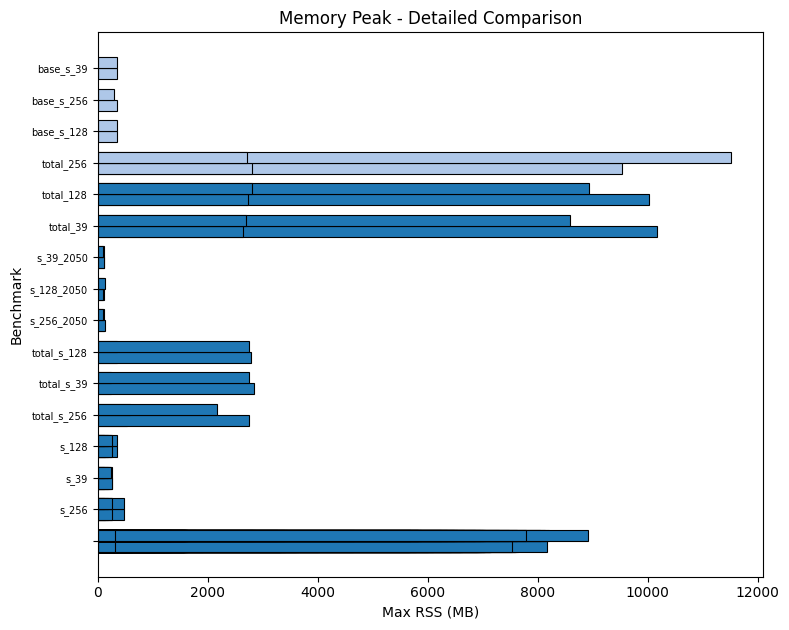 Memory Peak - Detailed Comparison
Benchmark
base_s_39
base_s_256
base_s_128
total_256
total_128
total_39
s_39_2050
s_128_2050
s_256_2050
total_s_128
total_s_39
total_s_256
s_128
s_39
s_256
0 2000 4000 6000 8000 10000 12000
Max RSS (MB)